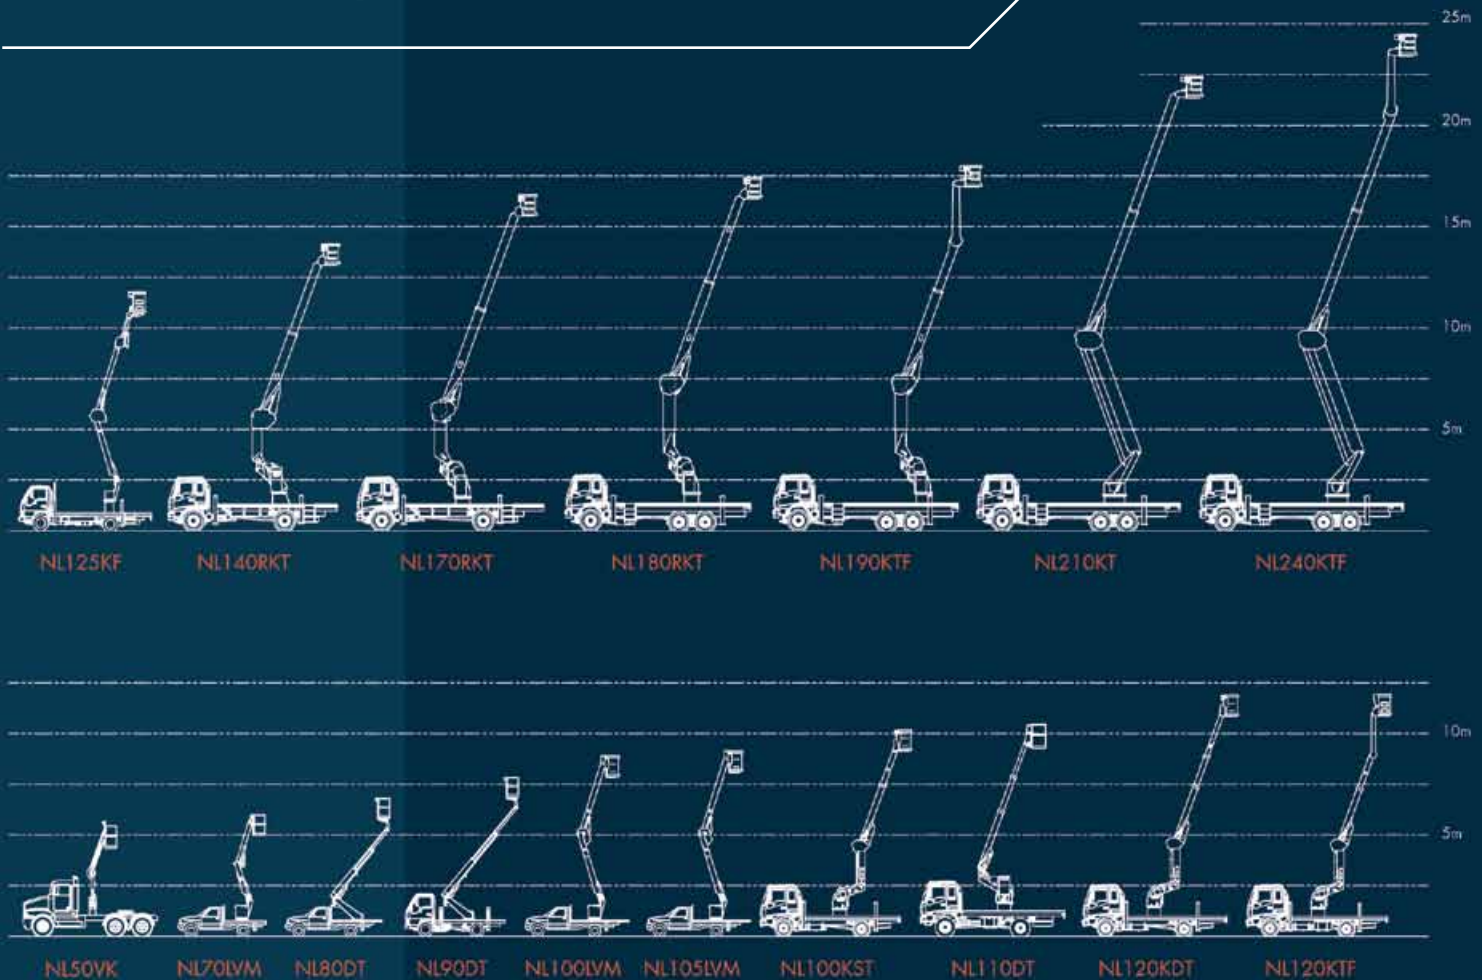 25m
20m
15m
10m
5m
NL125KF NL140RKT NL170RKT NL180RKT NL190KTF NL210KT NL240KTF
10m
5m
NL50VK NL70LVM NL80DT NL90DT NL100LVM NL105LVM NL100KST NL110DT NL120KDT NL120KTF